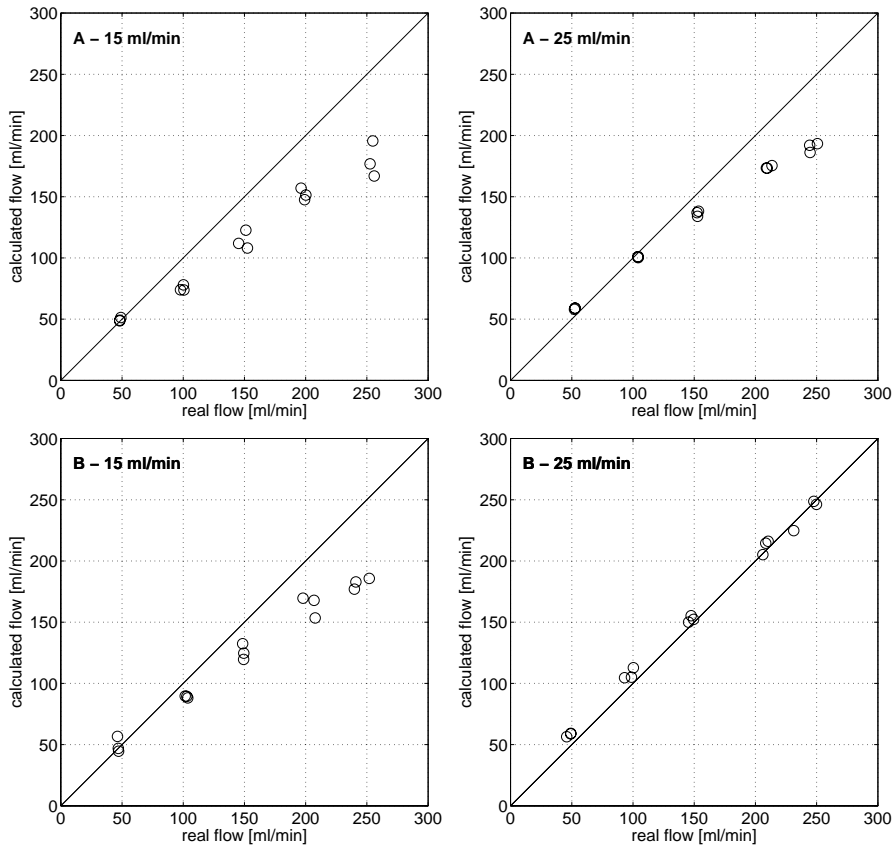 A – 15 ml/min
calculated flow [ml/min]
300
250
200
150
100
50
0
0 50 100 150 200 250 300
real flow [ml/min]
A – 25 ml/min
calculated flow [ml/min]
300
250
200
150
100
50
0
0 50 100 150 200 250 300
real flow [ml/min]
B – 15 ml/min
calculated flow [ml/min]
300
250
200
150
100
50
0
0 50 100 150 200 250 300
real flow [ml/min]
B – 25 ml/min
calculated flow [ml/min]
300
250
200
150
100
50
0
0 50 100 150 200 250 300
real flow [ml/min]